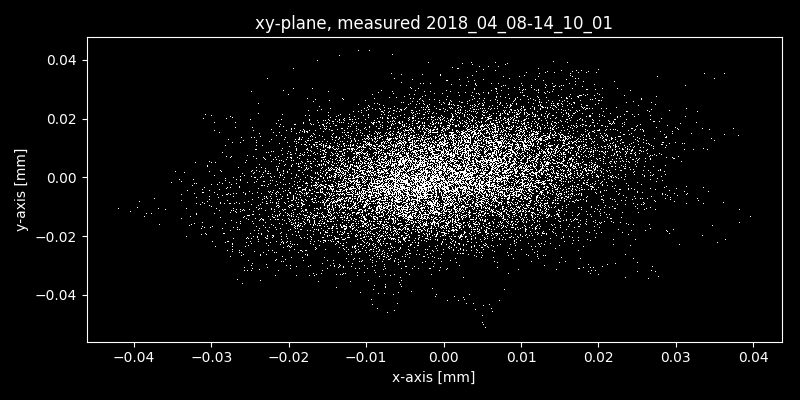 xy-plane, measured 2018_04_08-14_10_01
0.04
0.02
0.00
−0.02
−0.04
y-axis [mm]
−0.04 −0.03 −0.02 −0.01 0.00 0.01 0.02 0.03 0.04
x-axis [mm]